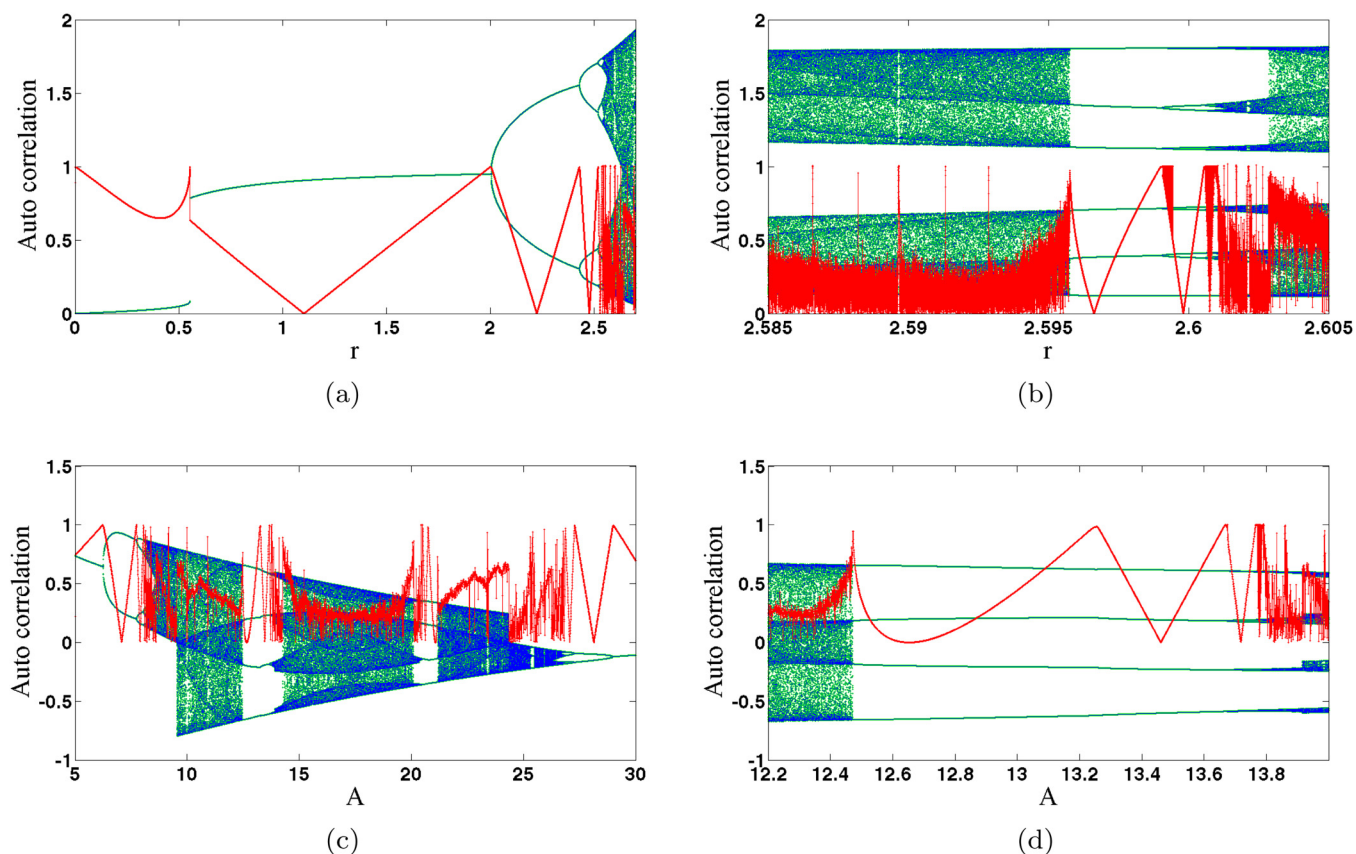 2
1.5
1
0.5
0
Auto correlation
0 0.5 1 1.5 2 2.5
r
(a)
2
1.5
1
0.5
0
Auto correlation
2.585 2.59 2.595 2.6 2.605
r
(b)
1.5
1
0.5
0
-0.5
-1
Auto correlation
5 10 15 20 25 30
A
(c)
1.5
1
0.5
0
-0.5
-1
Auto correlation
12.2 12.4 12.6 12.8 13 13.2 13.4 13.6 13.8
A
(d)